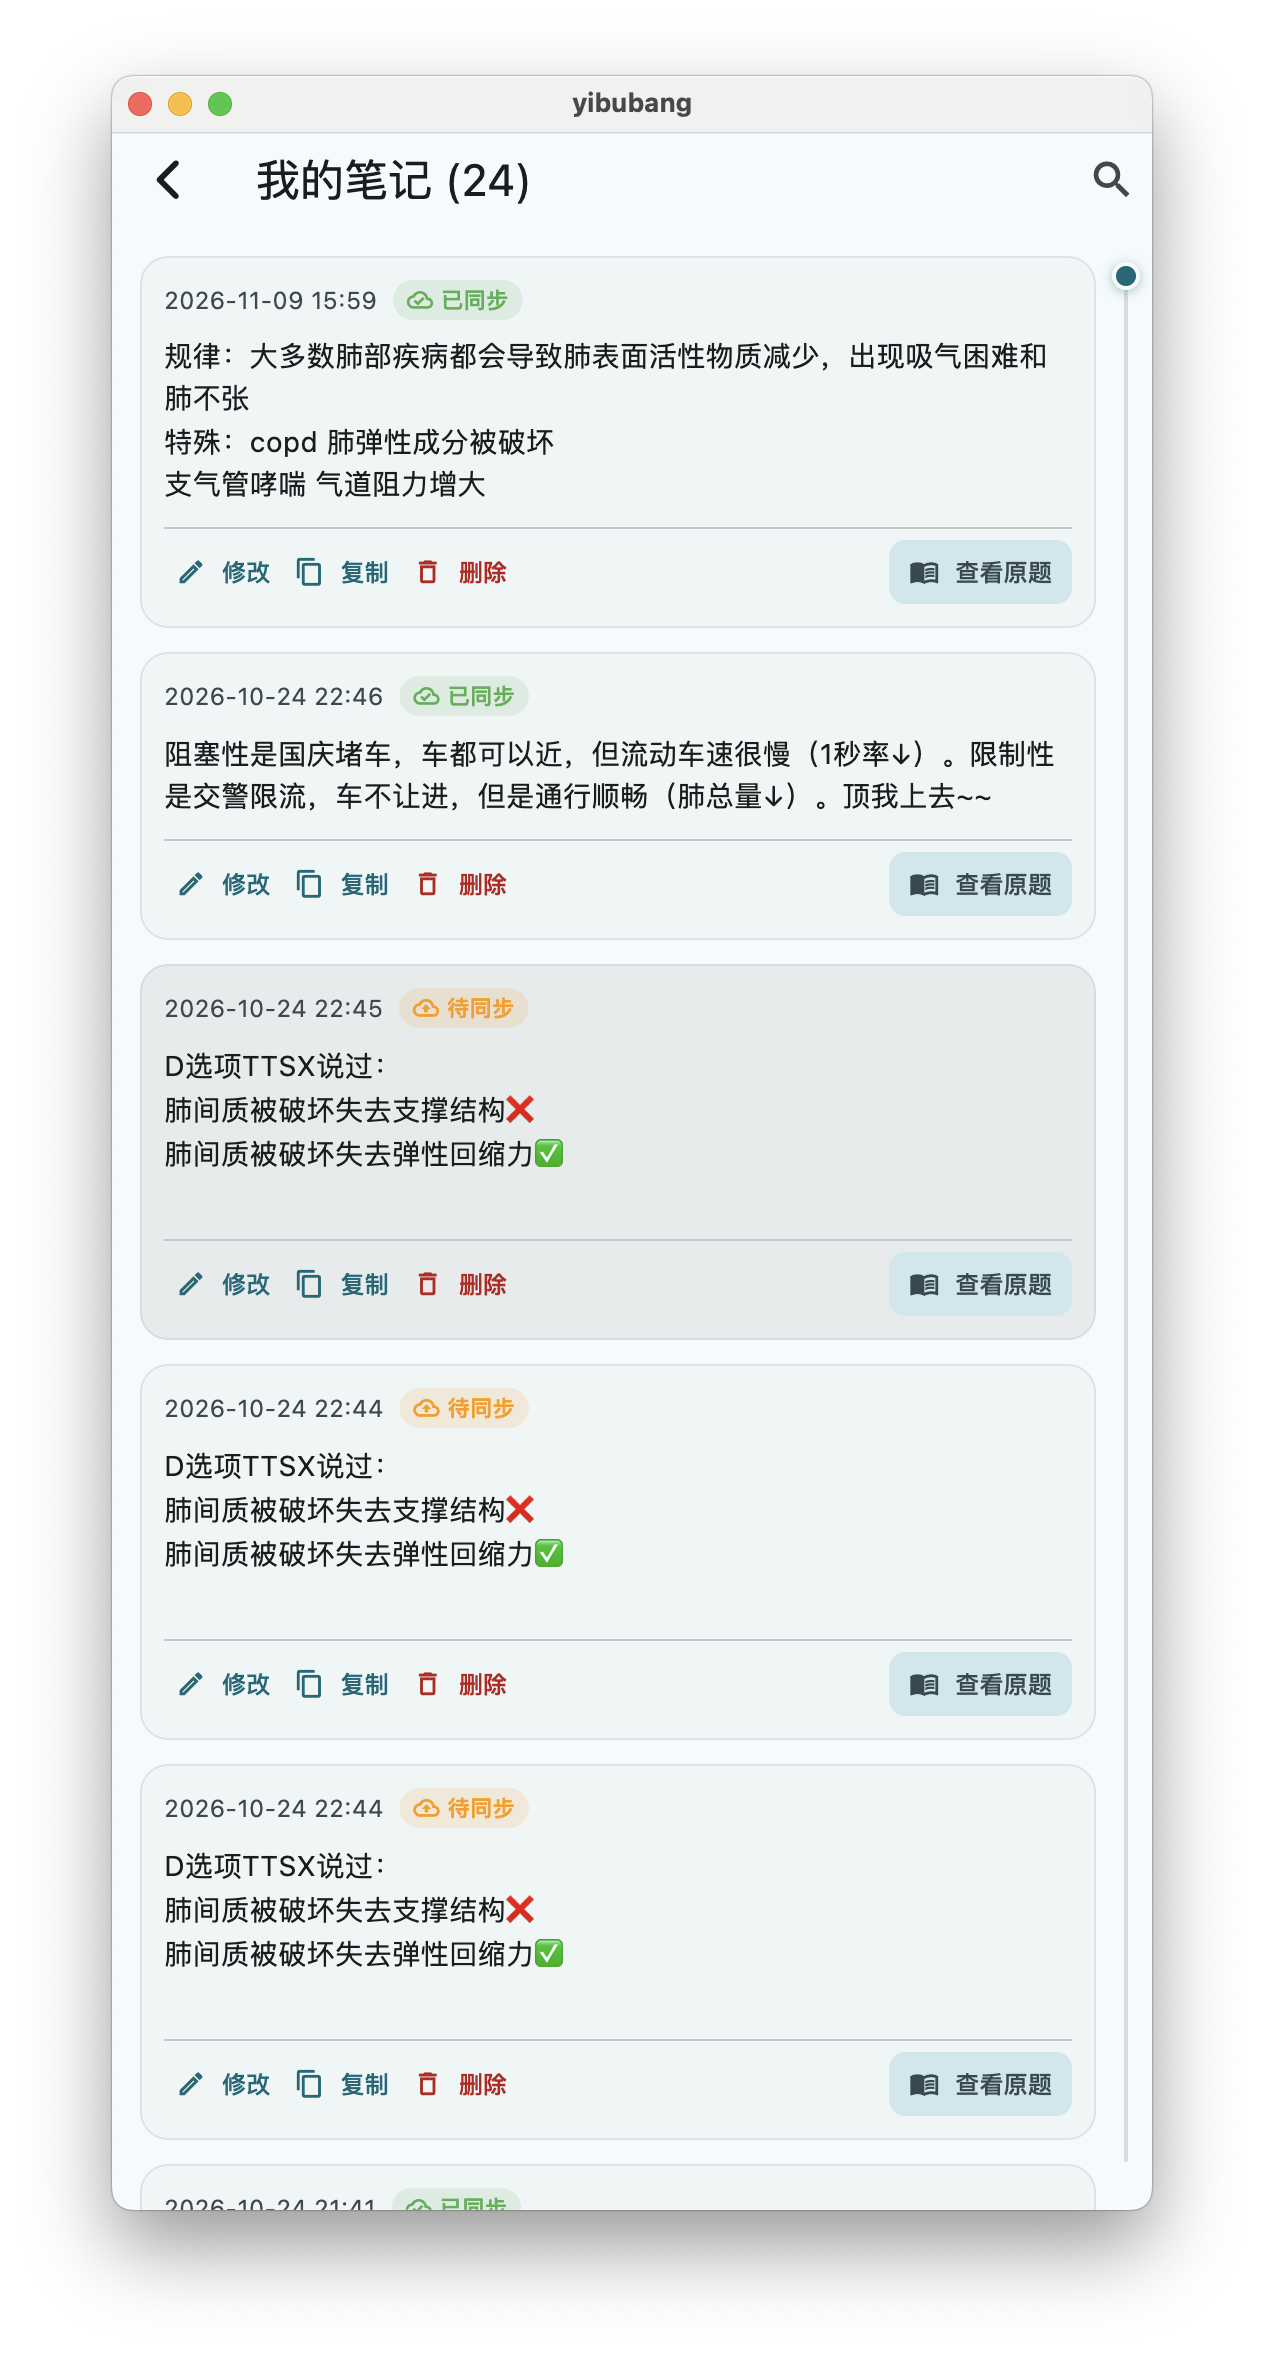 yibubang
我的笔记 (24)
2026-11-09 15:59 已同步
规律：大多数肺部疾病都会导致肺表面活性物质减少，出现吸气困难和
肺不张
特殊：copd 肺弹性成分被破坏
支气管哮喘 气道阻力增大
修改 复制 删除 查看原题
2026-10-24 22:46 已同步
阻塞性是国庆堵车，车都可以近，但流动车速很慢（1秒率↓）。限制性
是交警限流，车不让进，但是通行顺畅（肺总量↓）。顶我上去~~
修改 复制 删除 查看原题
2026-10-24 22:45 待同步
D选项TTSX说过：
肺间质被破坏失去支撑结构❌
肺间质被破坏失去弹性回缩力✅
修改 复制 删除 查看原题
2026-10-24 22:44 待同步
D选项TTSX说过：
肺间质被破坏失去支撑结构❌
肺间质被破坏失去弹性回缩力✅
修改 复制 删除 查看原题
2026-10-24 22:44 待同步
D选项TTSX说过：
肺间质被破坏失去支撑结构❌
肺间质被破坏失去弹性回缩力✅
修改 复制 删除 查看原题
2026-10-24 21:41 已同步